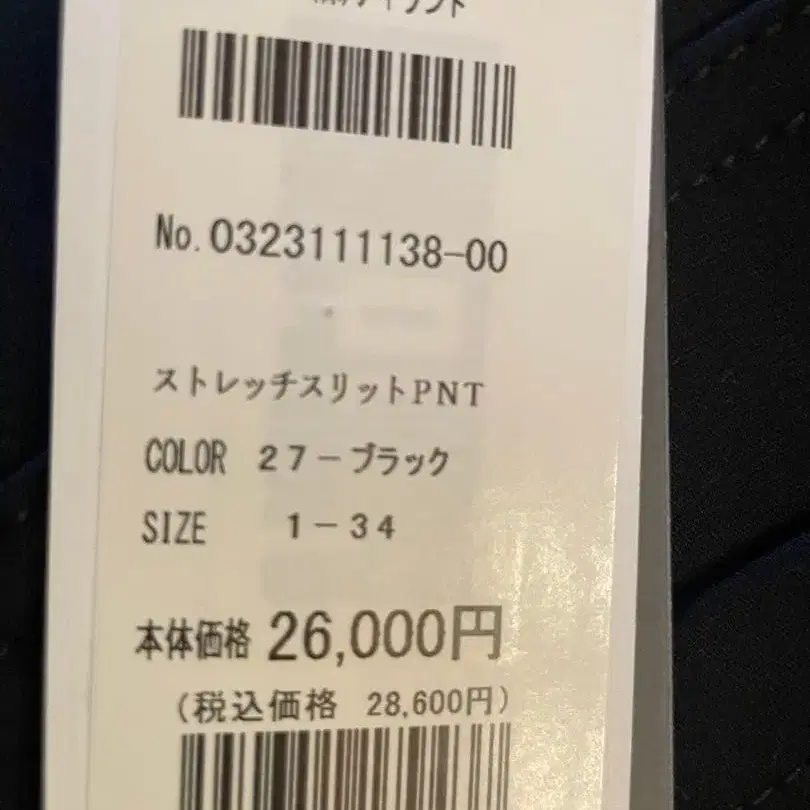 No.0323111138-00
ストレッチスリットPNT
COLOR 27-ブラック
SIZE 1-34
本体価格 26,000円
(税込価格 28,600円)